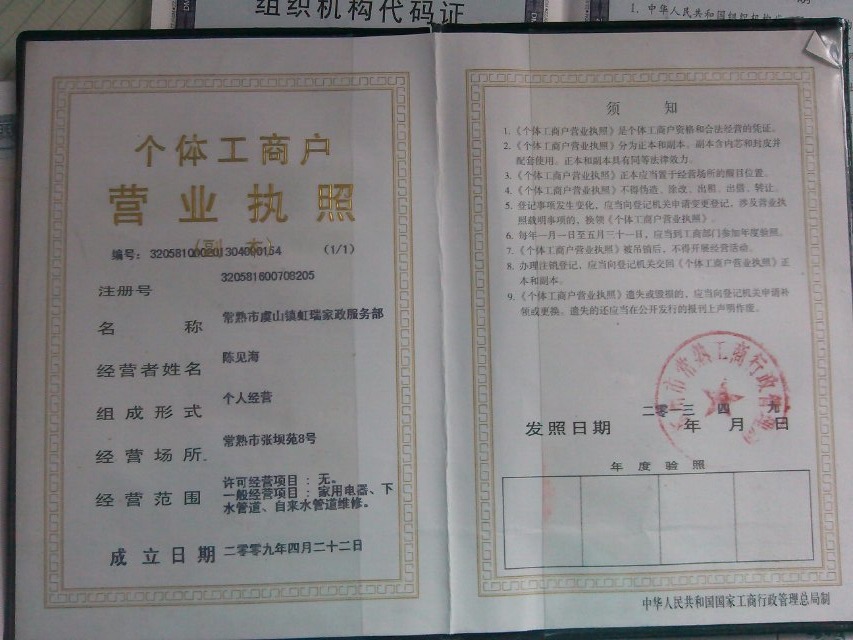 组织机构代码证
1. 中华人民共和国组织机构
个体工商户
营业执照
(副本)
编号: 320581000201304090154 (1/1)
注册号 320581600708205
名称 常熟市虞山镇虹瑞家政服务部
经营者姓名 陈见海
组成形式 个人经营
经营场所 常熟市张坝苑8号
经营范围 许可经营项目:无。
一般经营项目:家用电器、下
水管道、自来水管道维修。
成立日期 二零零九年四月二十二日
须知
1.《个体工商户营业执照》是个体工商户资格和合法经营的凭证。
2.《个体工商户营业执照》分为正本和副本。副本含内芯和封皮并
配套使用。正本和副本具有同等法律效力。
3.《个体工商户营业执照》正本应当置于经营场所的醒目位置。
4.《个体工商户营业执照》不得伪造、涂改、出租、出借、转让。
5. 登记事项发生变化,应当向登记机关申请变更登记,涉及营业执
照载明事项的,换领《个体工商户营业执照》。
6. 每年一月一日至五月三十一日,应当到工商部门参加年度验照。
7.《个体工商户营业执照》被吊销后,不得开展经营活动。
8. 办理注销登记,应当向登记机关交回《个体工商户营业执照》正
本和副本。
9.《个体工商户营业执照》遗失或毁损的,应当向登记机关申请补
领或更换。遗失的还应当在公开发行的报刊上声明作废。
市常熟工商行政管理
发照日期 二零一三年四月九日
年度验照
中华人民共和国国家工商行政管理总局制